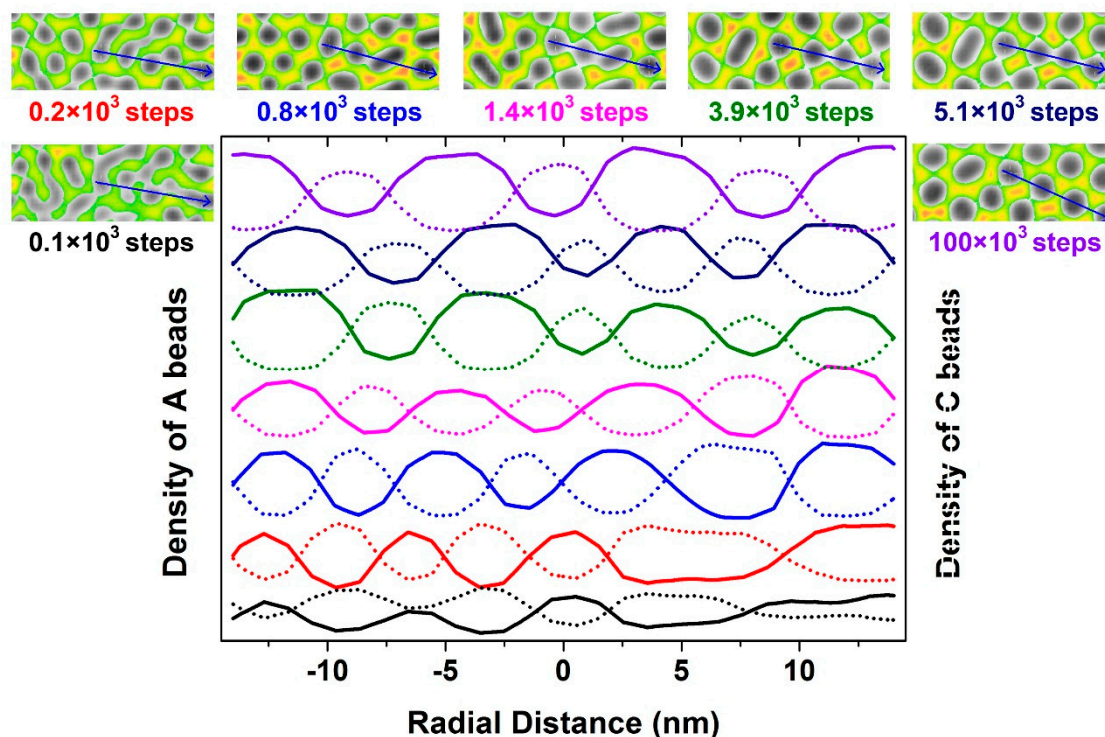 0.2×10³ steps
0.8×10³ steps
1.4×10³ steps
3.9×10³ steps
5.1×10³ steps
0.1×10³ steps
100×10³ steps
Density of A beads
Density of C beads
-10
-5
0
5
10
Radial Distance (nm)